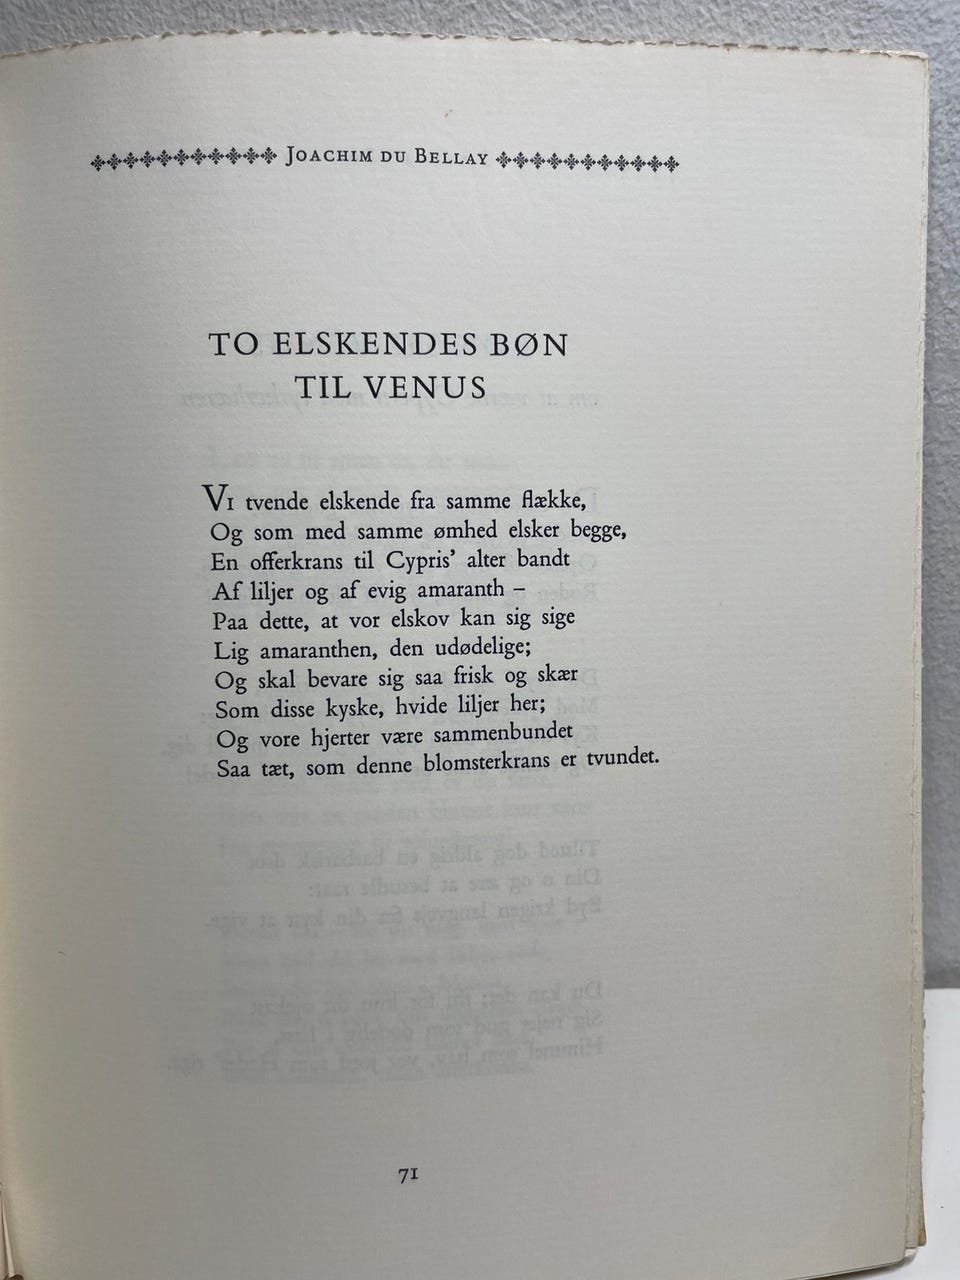 JOACHIM DU BELLAY
TO ELSKENDES BØN
TIL VENUS
VI tvende elskende fra samme flække,
Og som med samme ømhed elsker begge,
En offerkrans til Cypris' alter bandt
Af liljer og af evig amaranth –
Paa dette, at vor elskov kan sig sige
Lig amaranthen, den udødelige;
Og skal bevare sig saa frisk og skær
Som disse kyske, hvide liljer her;
Og vore hjerter være sammenbundet
Saa tæt, som denne blomsterkrans er tvundet.
71